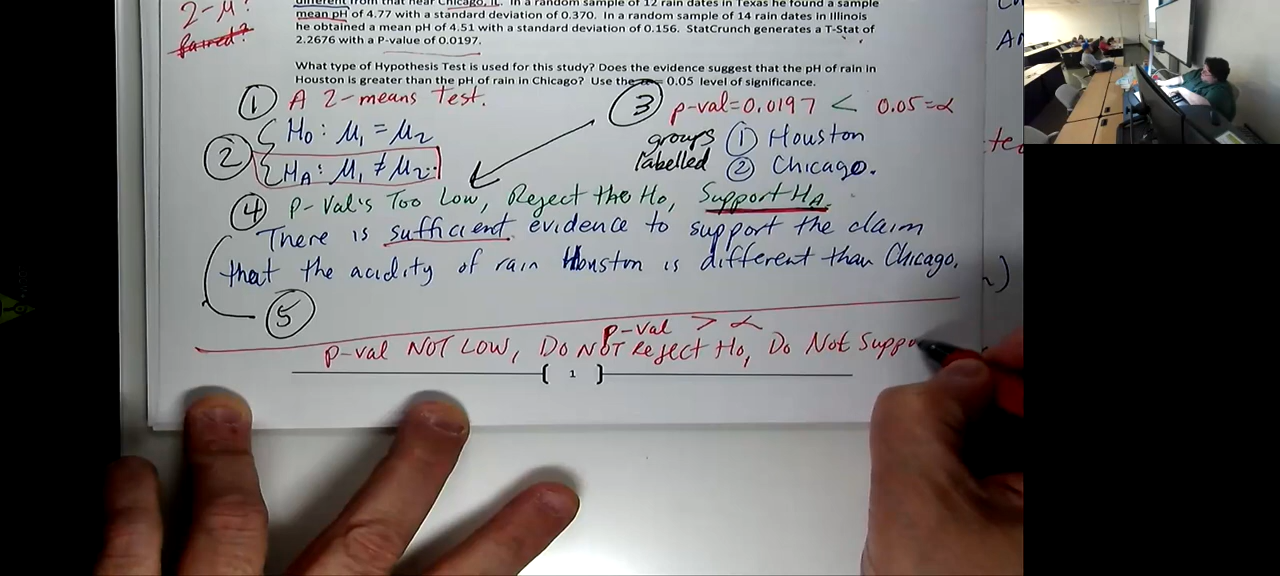 2-μ?
paired?
different from that near Chicago, IL. In a random sample of 12 rain dates in Texas he found a sample
mean pH of 4.77 with a standard deviation of 0.370. In a random sample of 14 rain dates in Illinois
he obtained a mean pH of 4.51 with a standard deviation of 0.156. StatCrunch generates a T-Stat of
2.2676 with a P-value of 0.0197.
What type of Hypothesis Test is used for this study? Does the evidence suggest that the pH of rain in
Houston is greater than the pH of rain in Chicago? Use the 0.05 level of significance.
① A 2-means Test.
③ p-val=0.0197 < 0.05=α
② H₀: μ₁ = μ₂
H_A: μ₁ ≠ μ₂
groups labelled ① Houston
② Chicago.
④ P-Val's Too Low, Reject the Ho, Support H_A.
There is sufficient evidence to support the claim
that the acidity of rain Houston is different than Chicago.
⑤
p-val > α
p-val NOT LOW, DO NOT Reject Ho, Do Not Suppo
{ 1 }